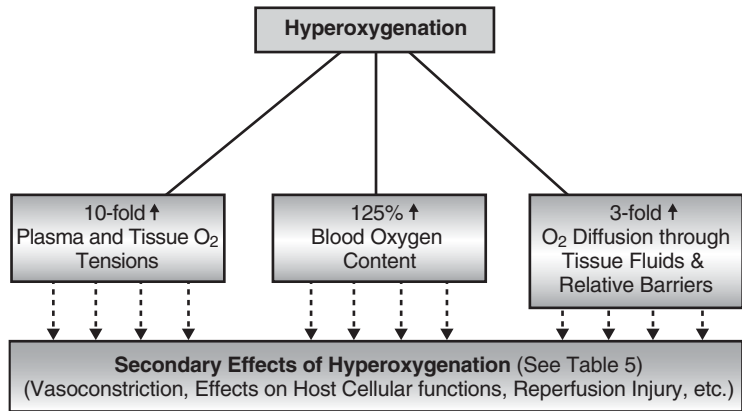 Hyperoxygenation
10-fold ↑
Plasma and Tissue O₂
Tensions
125% ↑
Blood Oxygen
Content
3-fold ↑
O₂ Diffusion through
Tissue Fluids &
Relative Barriers
Secondary Effects of Hyperoxygenation (See Table 5)
(Vasoconstriction, Effects on Host Cellular functions, Reperfusion Injury, etc.)